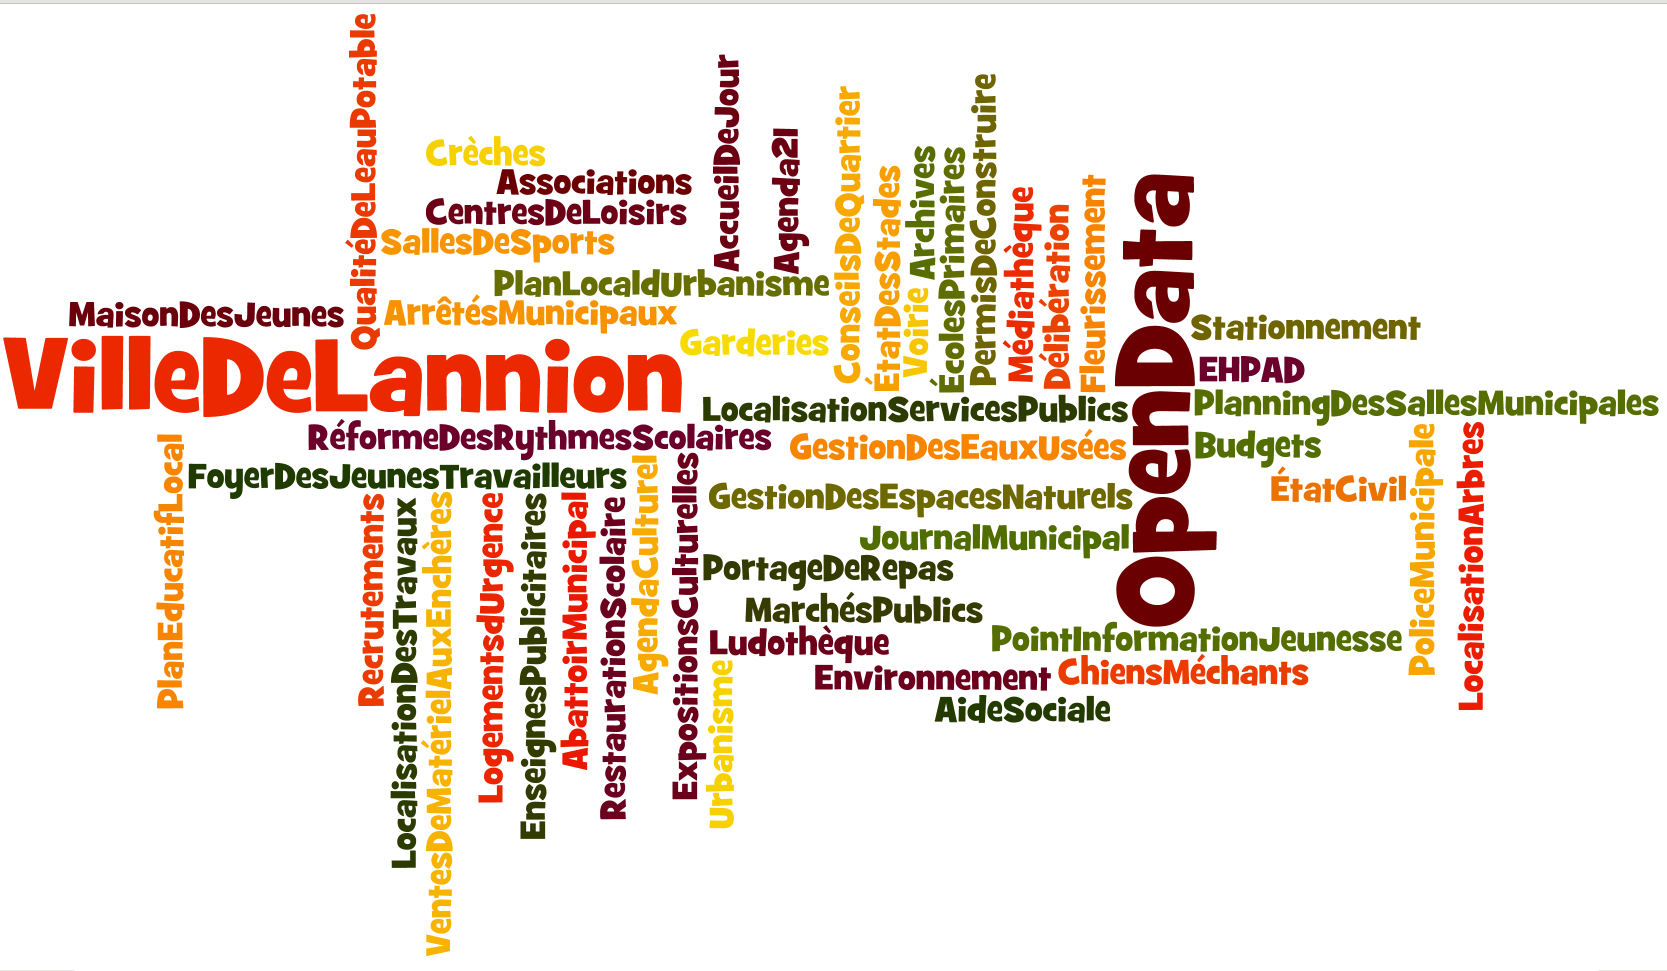 QualitéDeLeauPotable
Crèches
Associations
CentresDeLoisirs
SallesDeSports
AccueilDeJour
Agenda21
PlanLocaldUrbanisme
MaisonDesJeunes
ArrêtésMunicipaux
Garderies
ConseilsDeQuartier
ÉtatDesStades
Voirie
Archives
ÉcolesPrimaires
PermisDeConstruire
Médiathèque
Délibération
Fleurissement
OpenData
Stationnement
EHPAD
VilleDeLannion
LocalisationServicesPublics
PlanningDesSallesMunicipales
RéformeDesRythmesScolaires
GestionDesEauxUsées
Budgets
FoyerDesJeunesTravailleurs
ÉtatCivil
PoliceMunicipale
LocalisationArbres
PlanEducatifLocal
Recrutements
LocalisationDesTravaux
VentesDeMatérielAuxEnchères
LogementsdUrgence
EnseignesPublicitaires
AbattoirMunicipal
RestaurationScolaire
AgendaCulturel
ExpositionsCulturelles
Urbanisme
GestionDesEspacesNaturels
JournalMunicipal
PortageDeRepas
MarchésPublics
Ludothèque
PointInformationJeunesse
Environnement
ChiensMéchants
AideSociale